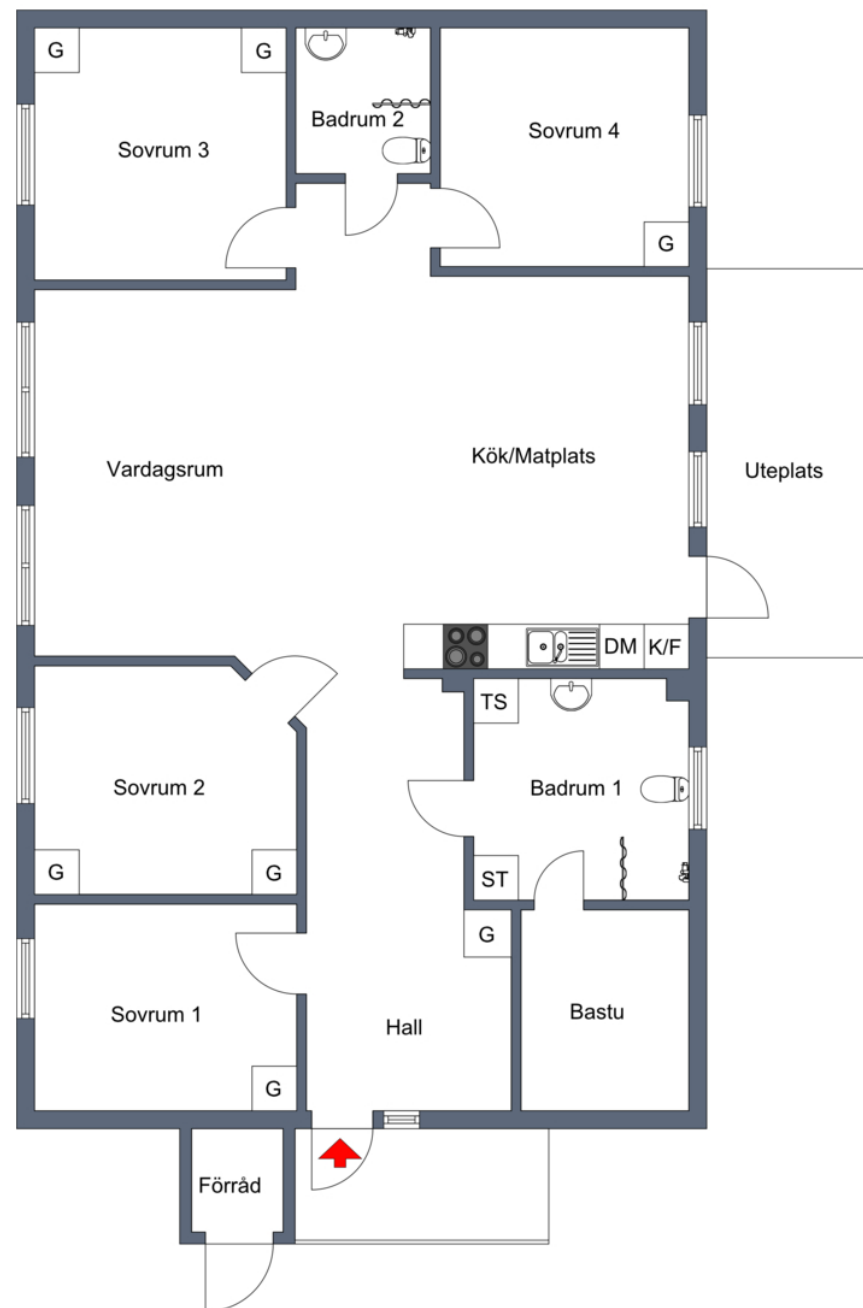 G
G
Sovrum 3
Badrum 2
Sovrum 4
G
Vardagsrum
Kök/Matplats
Uteplats
DM
K/F
TS
Sovrum 2
Badrum 1
G
G
ST
G
Sovrum 1
Hall
Bastu
G
Förråd